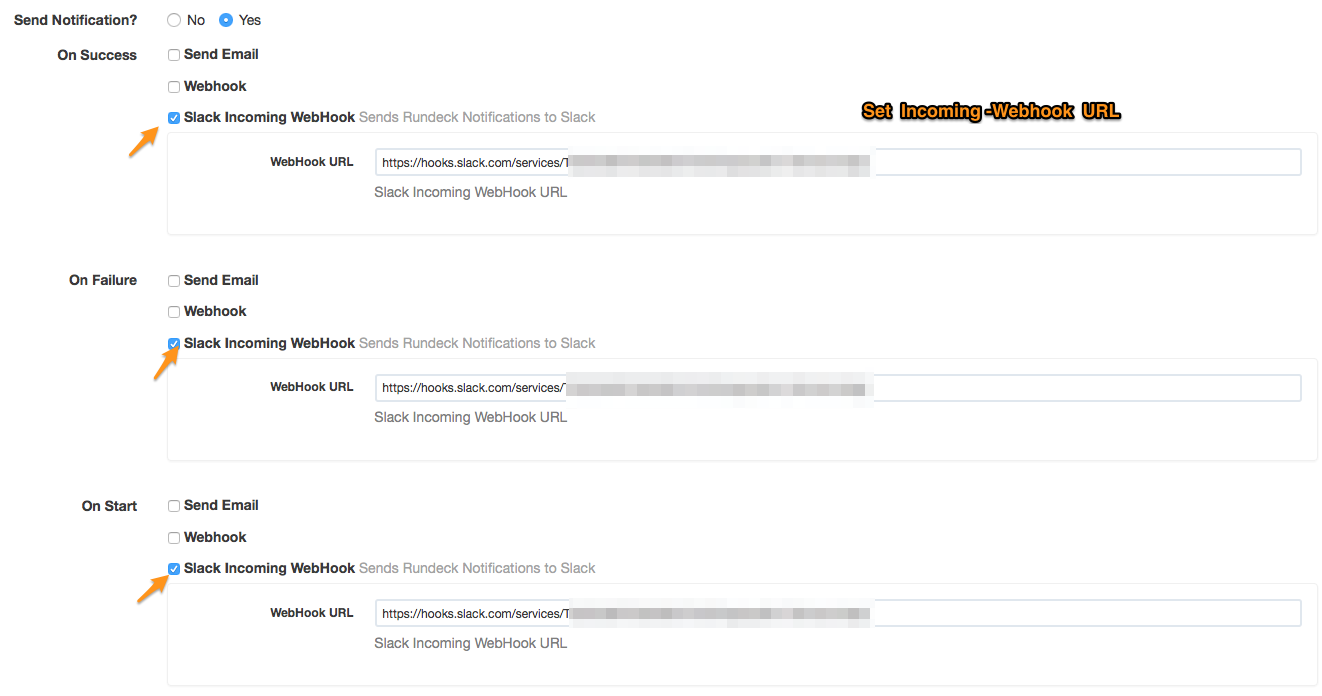 Send Notification? No Yes
On Success Send Email
Webhook
Slack Incoming WebHook Sends Rundeck Notifications to Slack
Set Incoming-Webhook URL
WebHook URL https://hooks.slack.com/services/T
Slack Incoming WebHook URL
On Failure Send Email
Webhook
Slack Incoming WebHook Sends Rundeck Notifications to Slack
WebHook URL https://hooks.slack.com/services/
Slack Incoming WebHook URL
On Start Send Email
Webhook
Slack Incoming WebHook Sends Rundeck Notifications to Slack
WebHook URL https://hooks.slack.com/services/T
Slack Incoming WebHook URL